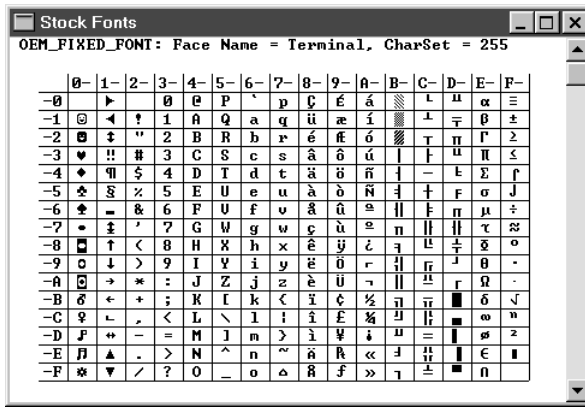 Stock Fonts
OEM_FIXED_FONT: Face Name = Terminal, CharSet = 255
0- 1- 2- 3- 4- 5- 6- 7- 8- 9- A- B- C- D- E- F-
-0 ► 0 @ P ` p Ç É á ░ └ ╨ α ≡
-1 ☺ ◄ ! 1 A Q a q ü æ í ▒ ┴ ╤ β ±
-2 ☻ ↕ " 2 B R b r é Æ ó ▓ ┬ ╥ Γ ≥
-3 ♥ ‼ # 3 C S c s â ô ú │ ├ ╙ π ≤
-4 ♦ ¶ $ 4 D T d t ä ö ñ ┤ ─ ╘ Σ ⌠
-5 ♣ § % 5 E U e u à ò Ñ ╡ ┼ ╒ σ ⌡
-6 ♠ ▬ & 6 F V f v å û ª ╢ ╞ ╓ µ ÷
-7 • ↨ ' 7 G W g w ç ù º ╖ ╟ ╫ τ ≈
-8 ◘ ↑ ( 8 H X h x ê ÿ ¿ ╕ ╚ ╪ Φ °
-9 ○ ↓ ) 9 I Y i y ë Ö ⌐ ╣ ╔ ┘ θ ∙
-A ◙ → * : J Z j z è Ü ¬ ║ ╩ ┌ Ω ·
-B ♂ ← + ; K [ k { ï ¢ ½ ╗ ╦ █ δ √
-C ♀ ∟ , < L \ l | î £ ¼ ╝ ╠ ▄ ∞ ⁿ
-D ♪ ↔ - = M ] m } ì ¥ ¡ ╜ ═ ▌ ø ²
-E ♫ ▲ . > N ^ n ~ Ä ₧ « ╛ ╬ ▐ ∈ ■
-F ☼ ▼ / ? O _ o ⌂ Å ƒ » ┐ ╧ ▀ ∩